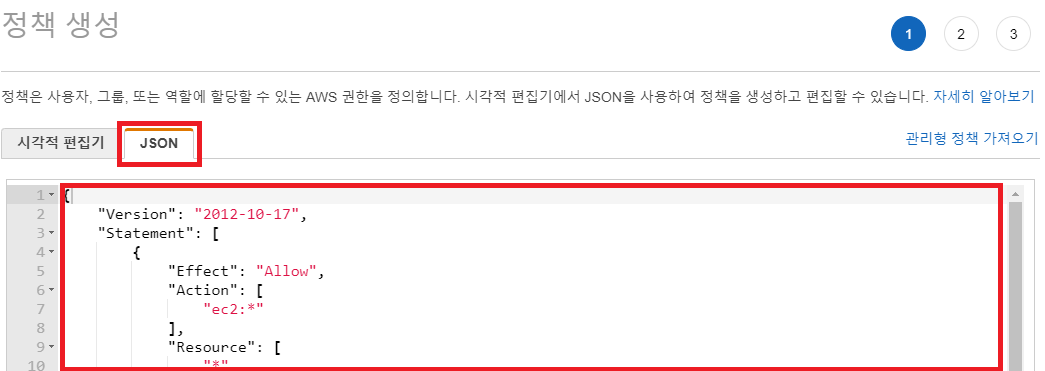 정책 생성
1 2 3
정책은 사용자, 그룹, 또는 역할에 할당할 수 있는 AWS 권한을 정의합니다. 시각적 편집기에서 JSON을 사용하여 정책을 생성하고 편집할 수 있습니다. 자세히 알아보기
시각적 편집기 JSON 관리형 정책 가져오기
1 {
2 "Version": "2012-10-17",
3 "Statement": [
4 {
5 "Effect": "Allow",
6 "Action": [
7 "ec2:*"
8 ],
9 "Resource": [
10 "*"